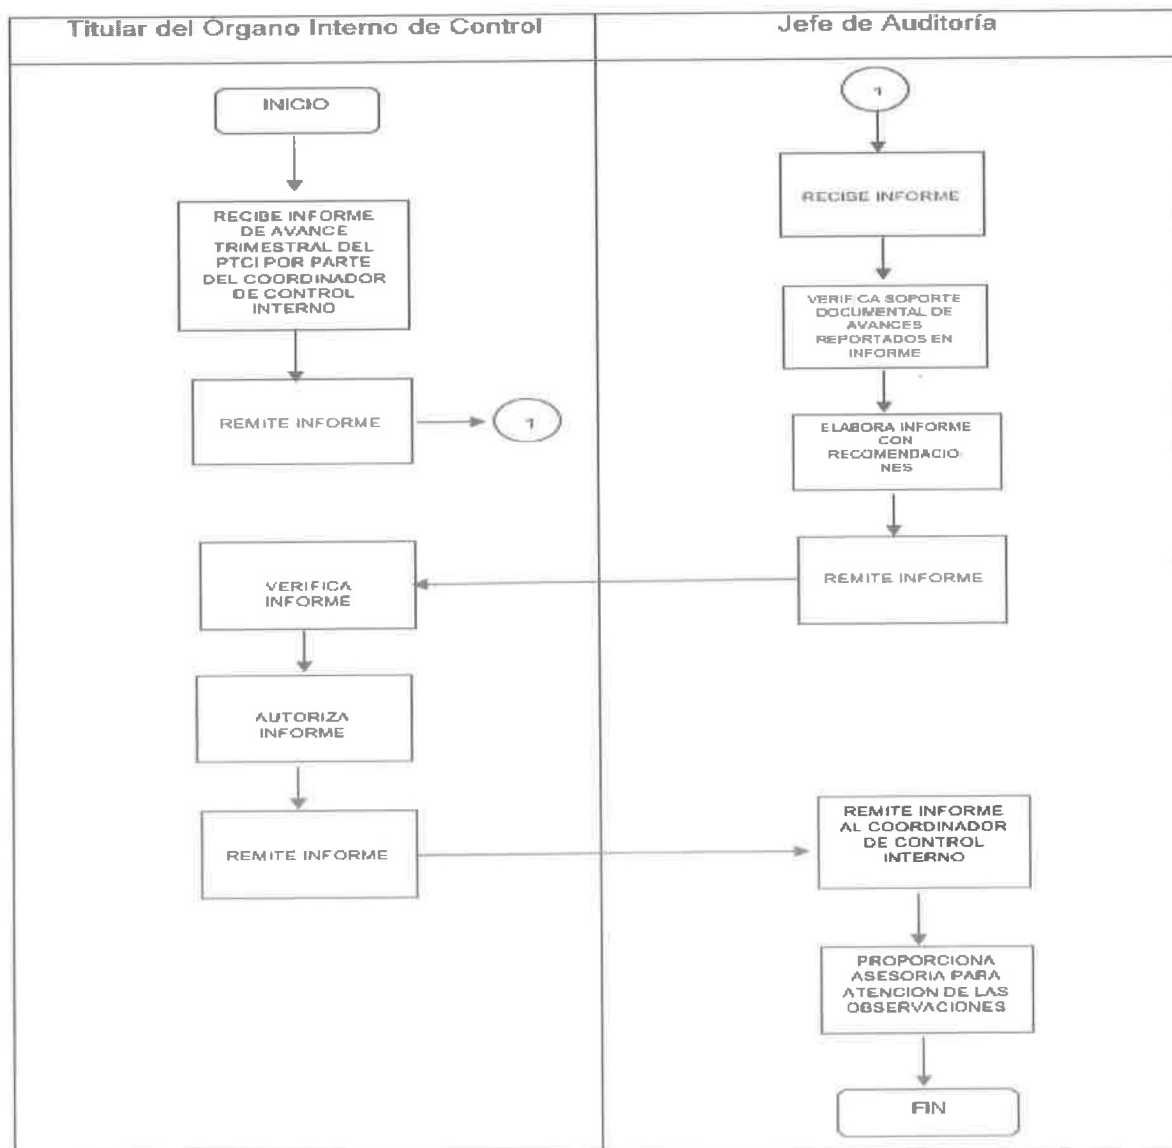 Titular del Órgano Interno de Control
Jefe de Auditoría
INICIO
RECIBE INFORME
DE AVANCE
TRIMESTRAL DEL
PTCI POR PARTE
DEL COORDINADOR
DE CONTROL
INTERNO
REMITE INFORME
1
1
RECIBE INFORME
VERIFICA SOPORTE
DOCUMENTAL DE
AVANCES
REPORTADOS EN
INFORME
ELABORA INFORME
CON
RECOMENDACIO
NES
REMITE INFORME
VERIFICA
INFORME
AUTORIZA
INFORME
REMITE INFORME
REMITE INFORME
AL COORDINADOR
DE CONTROL
INTERNO
PROPORCIONA
ASESORIA PARA
ATENCION DE LAS
OBSERVACIONES
FIN